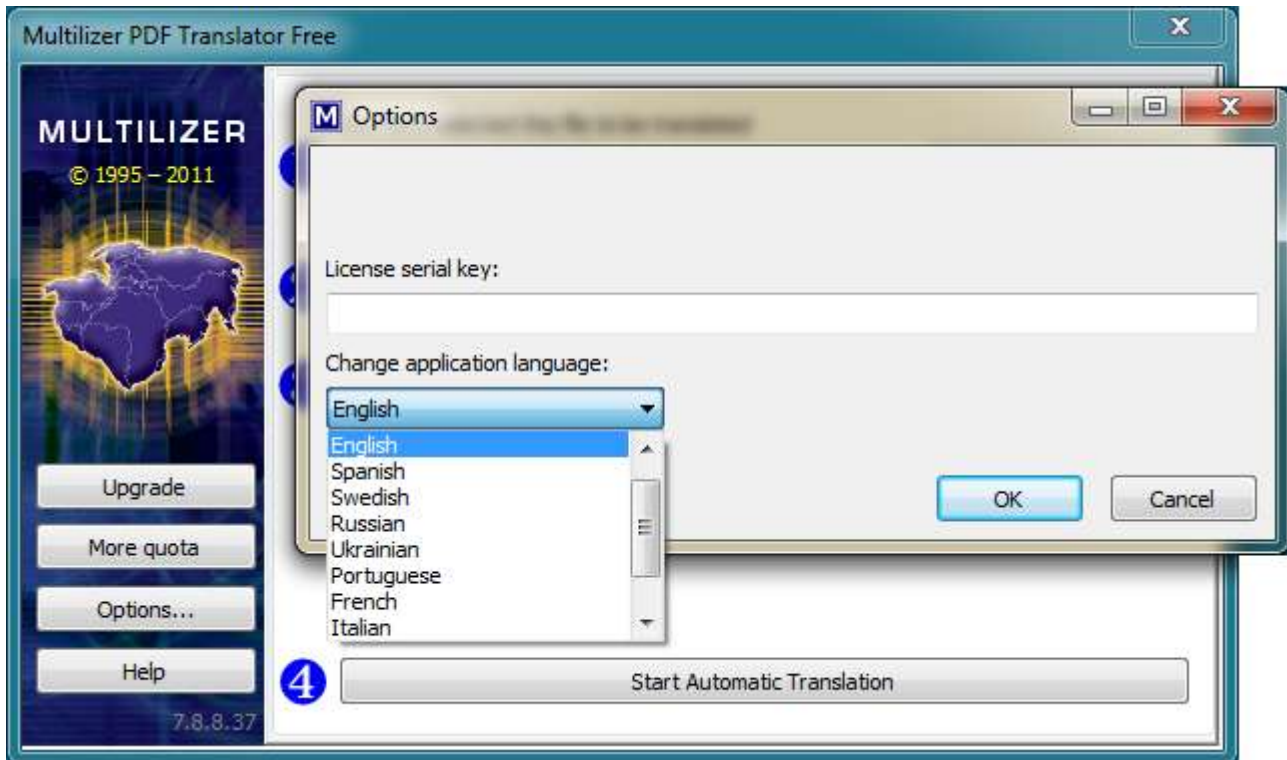 Multilizer PDF Translator Free
MULTILIZER
© 1995 – 2011
Upgrade
More quota
Options...
Help
7.8.8.37
M Options
License serial key:
Change application language:
English
English
Spanish
Swedish
Russian
Ukrainian
Portuguese
French
Italian
OK
Cancel
4 Start Automatic Translation